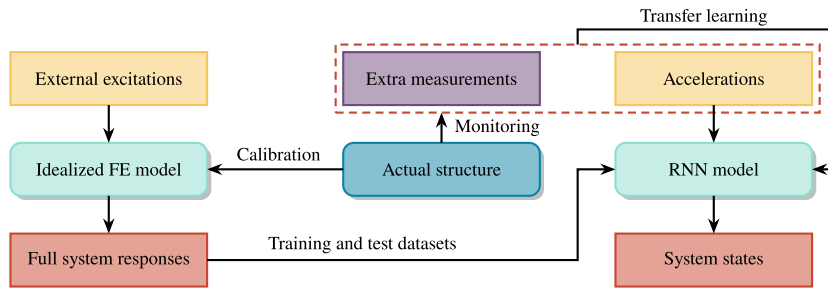 Transfer learning
External excitations
Extra measurements
Accelerations
Monitoring
Calibration
Idealized FE model
Actual structure
RNN model
Training and test datasets
Full system responses
System states